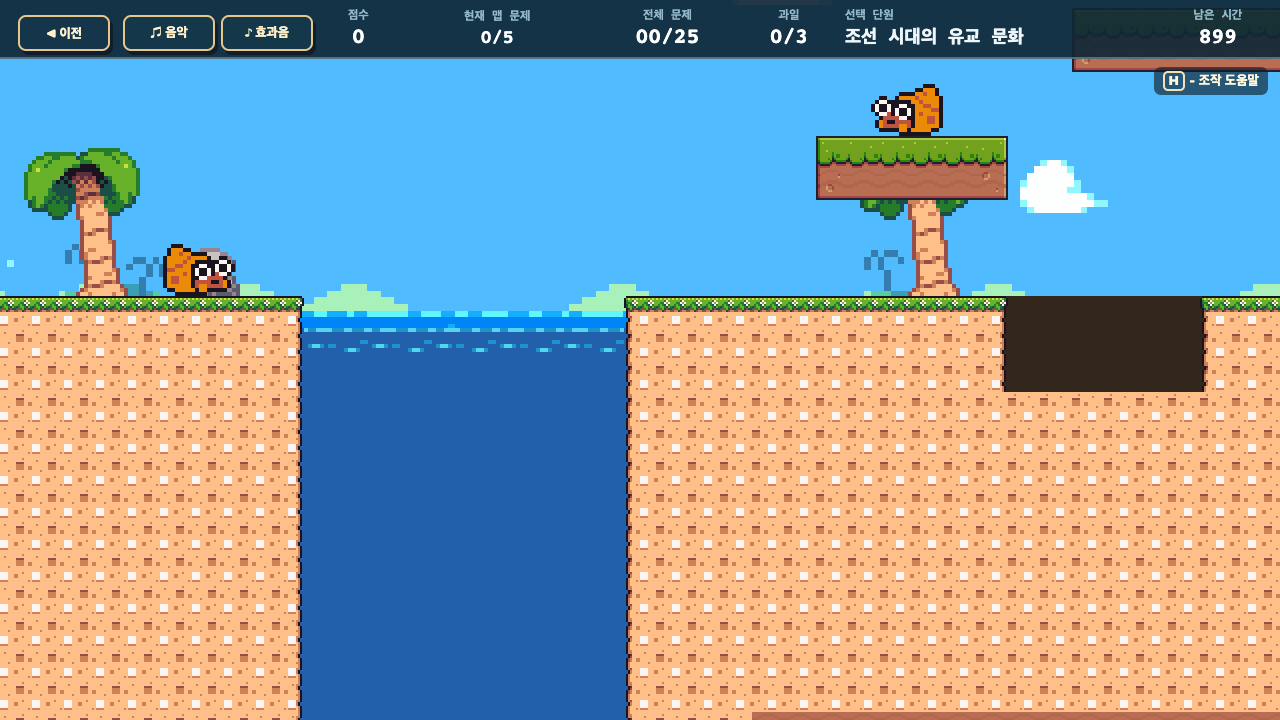 ◀ 이전
♫ 음악
♪ 효과음
점수
0
현재 맵 문제
0/5
전체 문제
00/25
과일
0/3
선택 단원
조선 시대의 유교 문화
남은 시간
899
H - 조작 도움말